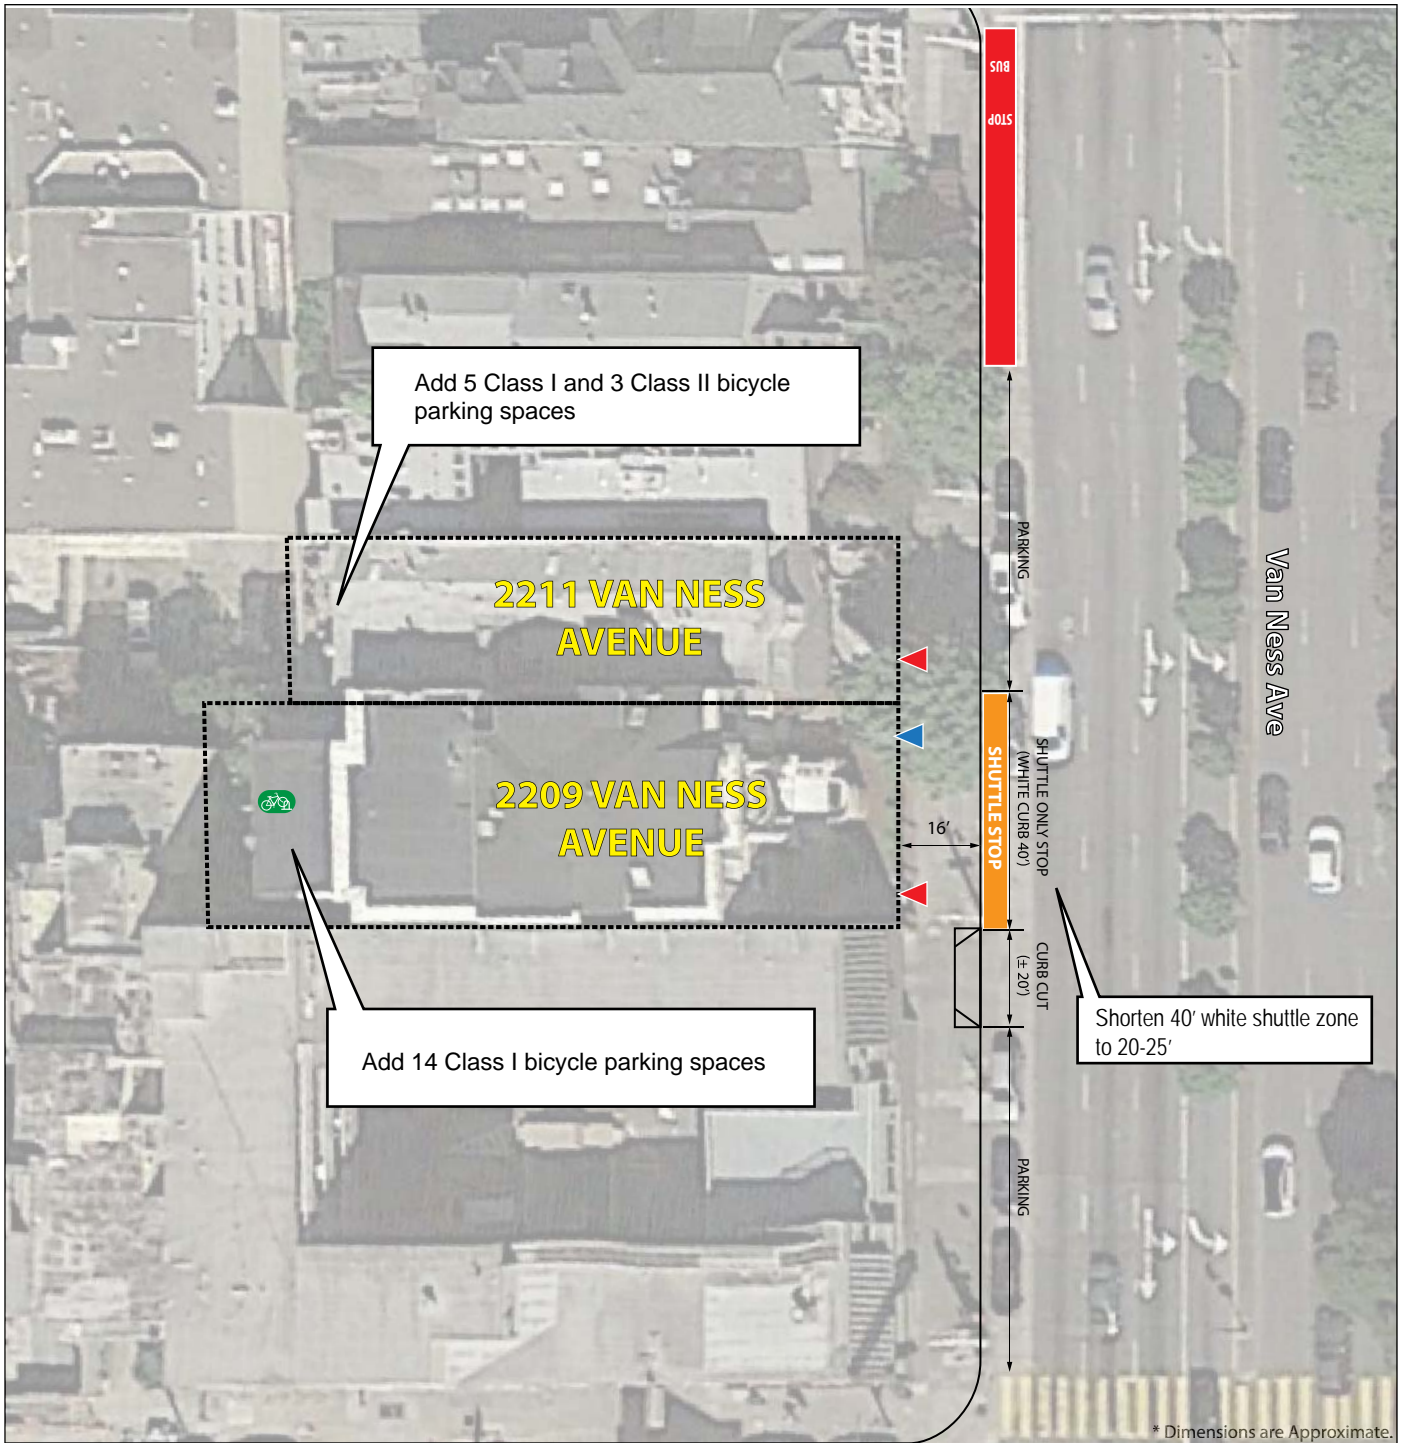 BUS STOP
Add 5 Class I and 3 Class II bicycle
parking spaces
PARKING
Van Ness Ave
2211 VAN NESS
AVENUE
2209 VAN NESS
AVENUE
SHUTTLE STOP
SHUTTLE ONLY STOP
(WHITE CURB 40')
16'
CURB CUT
(± 20')
Shorten 40' white shuttle zone
to 20-25'
Add 14 Class I bicycle parking spaces
PARKING
* Dimensions are Approximate.